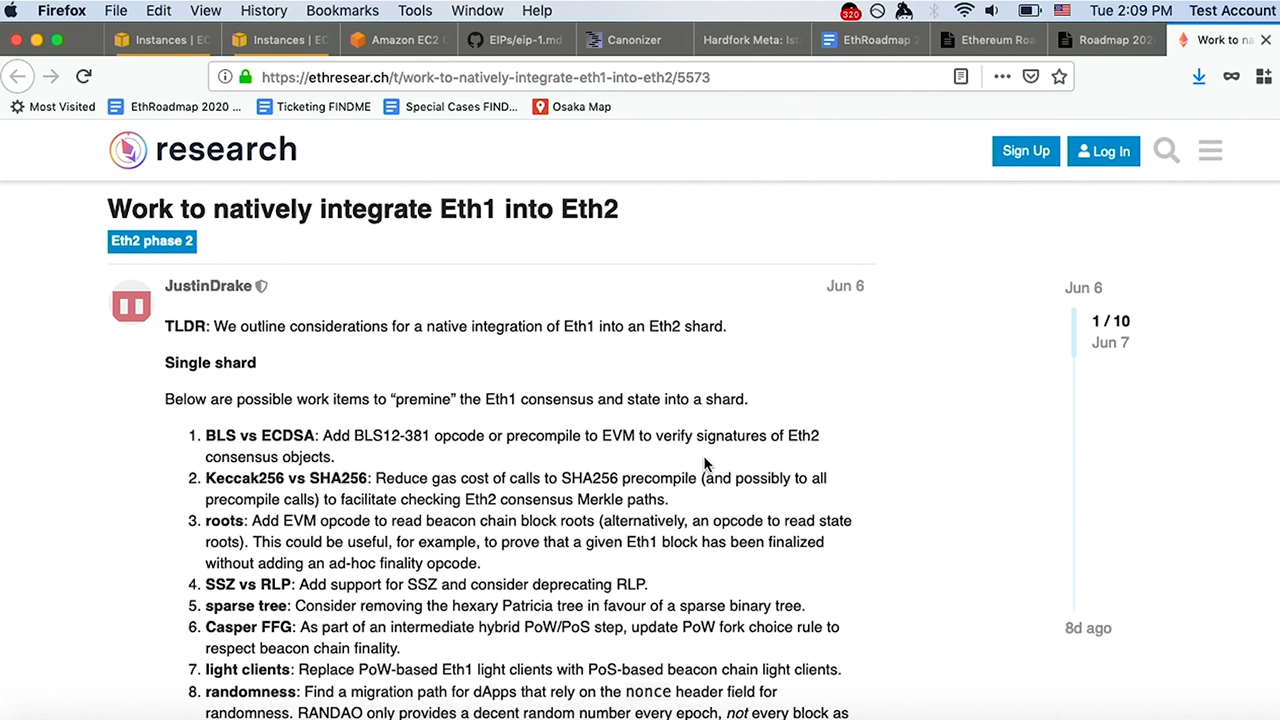 Firefox File Edit View History Bookmarks Tools Window Help 320 Tue 2:09 PM Test Account
Instances | EC Instances | EC Amazon EC2 C EIPs/eip-1.md Canonizer Hardfork Meta: Ist EthRoadmap 2 Ethereum Roa Roadmap 202 Work to na
https://ethresear.ch/t/work-to-natively-integrate-eth1-into-eth2/5573
Most Visited EthRoadmap 2020 ... Ticketing FINDME Special Cases FIND... Osaka Map
research Sign Up Log In
Work to natively integrate Eth1 into Eth2
Eth2 phase 2
JustinDrake Jun 6
Jun 6
TLDR: We outline considerations for a native integration of Eth1 into an Eth2 shard.
1 / 10
Jun 7
Single shard
Below are possible work items to “premine” the Eth1 consensus and state into a shard.
1. BLS vs ECDSA: Add BLS12-381 opcode or precompile to EVM to verify signatures of Eth2
consensus objects.
2. Keccak256 vs SHA256: Reduce gas cost of calls to SHA256 precompile (and possibly to all
precompile calls) to facilitate checking Eth2 consensus Merkle paths.
3. roots: Add EVM opcode to read beacon chain block roots (alternatively, an opcode to read state
roots). This could be useful, for example, to prove that a given Eth1 block has been finalized
without adding an ad-hoc finality opcode.
4. SSZ vs RLP: Add support for SSZ and consider deprecating RLP.
5. sparse tree: Consider removing the hexary Patricia tree in favour of a sparse binary tree.
6. Casper FFG: As part of an intermediate hybrid PoW/PoS step, update PoW fork choice rule to
respect beacon chain finality.
8d ago
7. light clients: Replace PoW-based Eth1 light clients with PoS-based beacon chain light clients.
8. randomness: Find a migration path for dApps that rely on the nonce header field for
randomness. RANDAO only provides a decent random number every epoch, not every block as